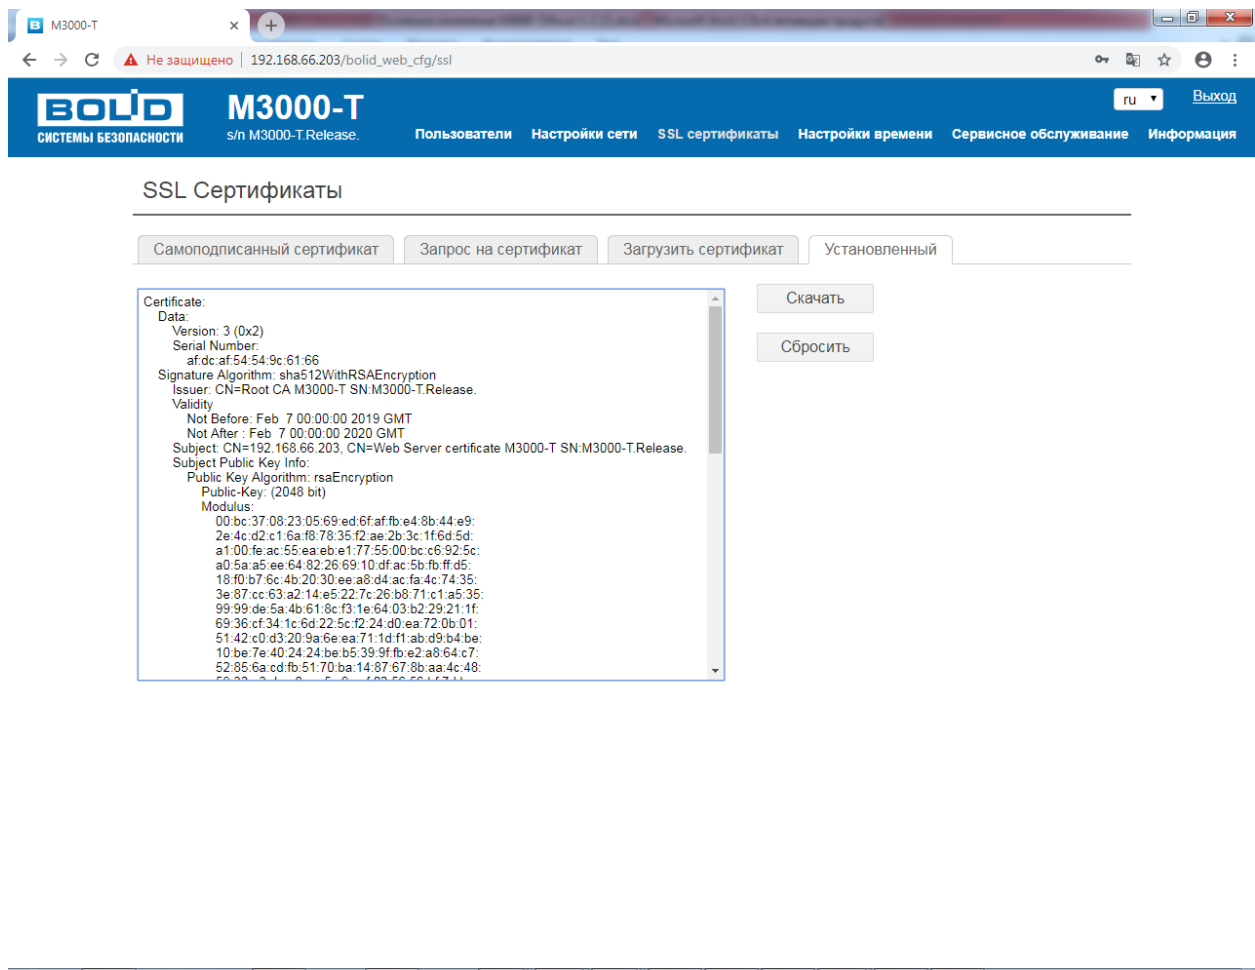 M3000-T
Не защищено | 192.168.66.203/bolid_web_cfg/ssl
BOLID
СИСТЕМЫ БЕЗОПАСНОСТИ
M3000-T
s/n M3000-T.Release.
ru
Выход
Пользователи Настройки сети SSL сертификаты Настройки времени Сервисное обслуживание Информация
SSL Сертификаты
Самоподписанный сертификат Запрос на сертификат Загрузить сертификат Установленный
Certificate:
Data:
Version: 3 (0x2)
Serial Number:
af:dc:af:54:54:9c:61:66
Signature Algorithm: sha512WithRSAEncryption
Issuer: CN=Root CA M3000-T SN:M3000-T.Release.
Validity
Not Before: Feb 7 00:00:00 2019 GMT
Not After : Feb 7 00:00:00 2020 GMT
Subject: CN=192.168.66.203, CN=Web Server certificate M3000-T SN:M3000-T.Release.
Subject Public Key Info:
Public Key Algorithm: rsaEncryption
Public-Key: (2048 bit)
Modulus:
00:bc:37:08:23:05:69:ed:6f:af:fb:e4:8b:44:e9:
2e:4c:d2:c1:6a:f8:78:35:f2:ae:2b:3c:1f:6d:5d:
a1:00:fe:ac:55:ea:eb:e1:77:55:00:bc:c6:92:5c:
a0:5a:a5:ee:64:82:26:69:10:df:ac:5b:fb:ff:d5:
18:f0:b7:6c:4b:20:30:ee:a8:d4:ac:fa:4c:74:35:
3e:87:cc:63:a2:14:e5:22:7c:26:b8:71:c1:a5:35:
99:99:de:5a:4b:61:8c:f3:1e:64:03:b2:29:21:1f:
69:36:cf:34:1c:6d:22:5c:f2:24:d0:ea:72:0b:01:
51:42:c0:d3:20:9a:6e:ea:71:1d:f1:ab:d9:b4:be:
10:be:7e:40:24:24:be:b5:39:9f:fb:e2:a8:64:c7:
52:85:6a:cd:fb:51:70:ba:14:87:67:8b:aa:4c:48:
Скачать
Сбросить